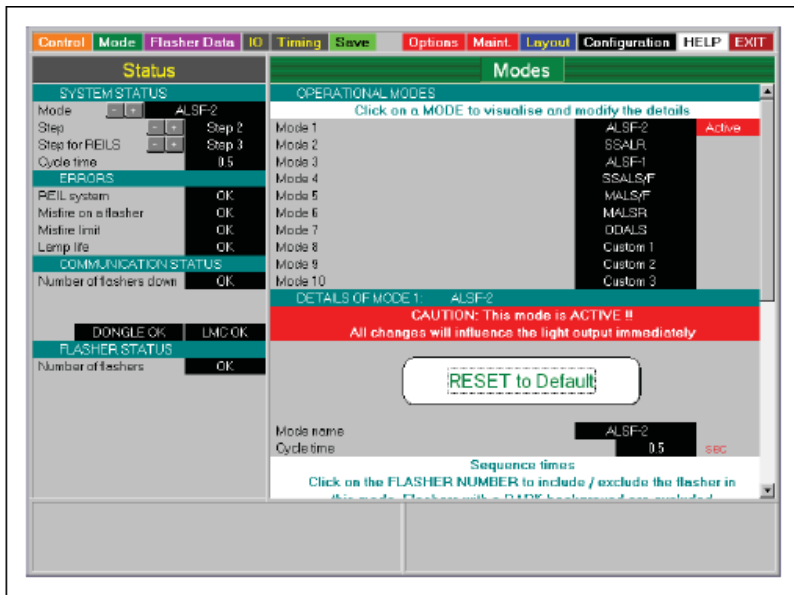 Control Mode Flasher Data IO Timing Save Options Maint. Layout Configuration HELP EXIT
Status
SYSTEM STATUS
Mode - + ALSF-2
Step - + Step 2
Step for REILS - + Step 3
Cycle time 0.5
ERRORS
REIL system OK
Misfire on a flasher OK
Misfire limit OK
Lamp life OK
COMMUNICATION STATUS
Number of flashers down OK
DONGLE OK LMC OK
FLASHER STATUS
Number of flashers OK
Modes
OPERATIONAL MODES
Click on a MODE to visualise and modify the details
Mode 1 ALSF-2 Active
Mode 2 SSALR
Mode 3 ALSF-1
Mode 4 SSALS/F
Mode 5 MALS/F
Mode 6 MALSR
Mode 7 ODALS
Mode 8 Custom 1
Mode 9 Custom 2
Mode 10 Custom 3
DETAILS OF MODE 1: ALSF-2
CAUTION: This mode is ACTIVE !!
All changes will influence the light output immediately
RESET to Default
Mode name ALSF-2
Cycle time 0.5 sec
Sequence times
Click on the FLASHER NUMBER to include / exclude the flasher in
this mode. Flashers with a DARK background are excluded